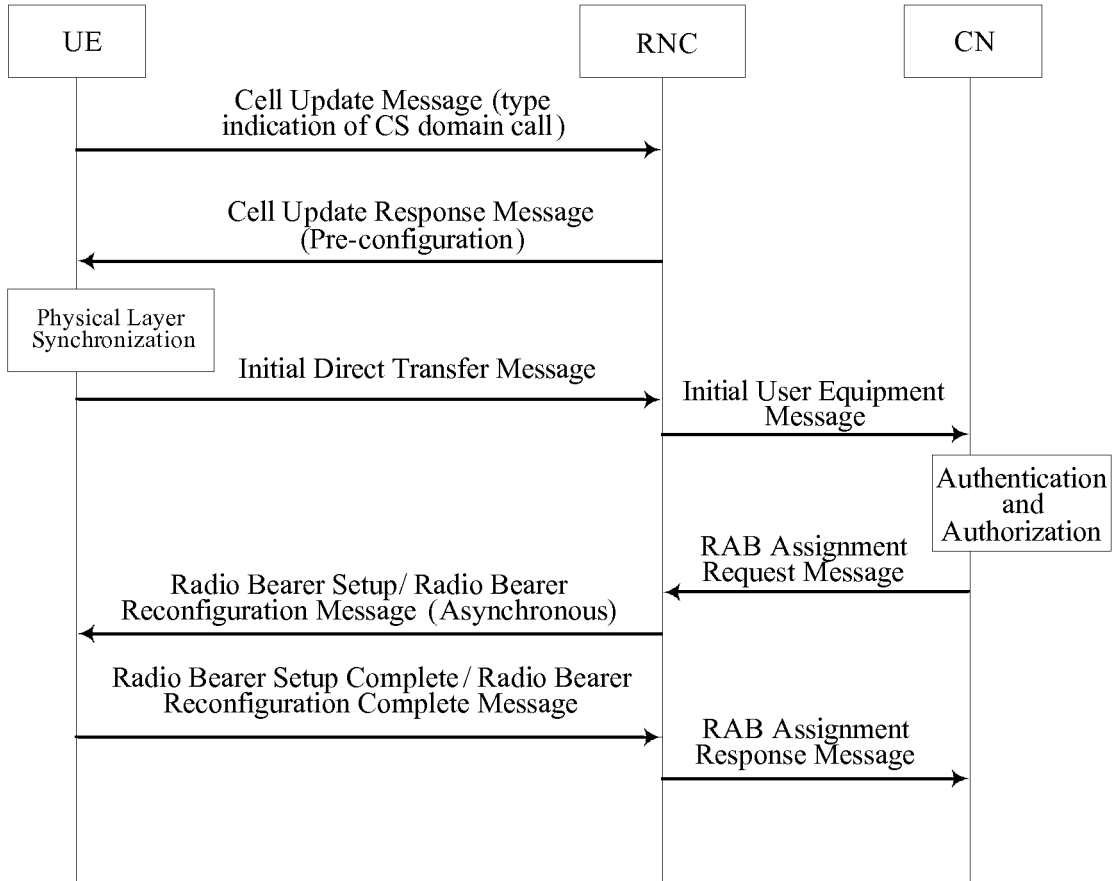 UE
RNC
CN
Cell Update Message (type
indication of CS domain call)
Cell Update Response Message
(Pre-configuration)
Physical Layer
Synchronization
Initial Direct Transfer Message
Initial User Equipment
Message
Authentication
and
Authorization
RAB Assignment
Request Message
Radio Bearer Setup/ Radio Bearer
Reconfiguration Message (Asynchronous)
Radio Bearer Setup Complete / Radio Bearer
Reconfiguration Complete Message
RAB Assignment
Response Message